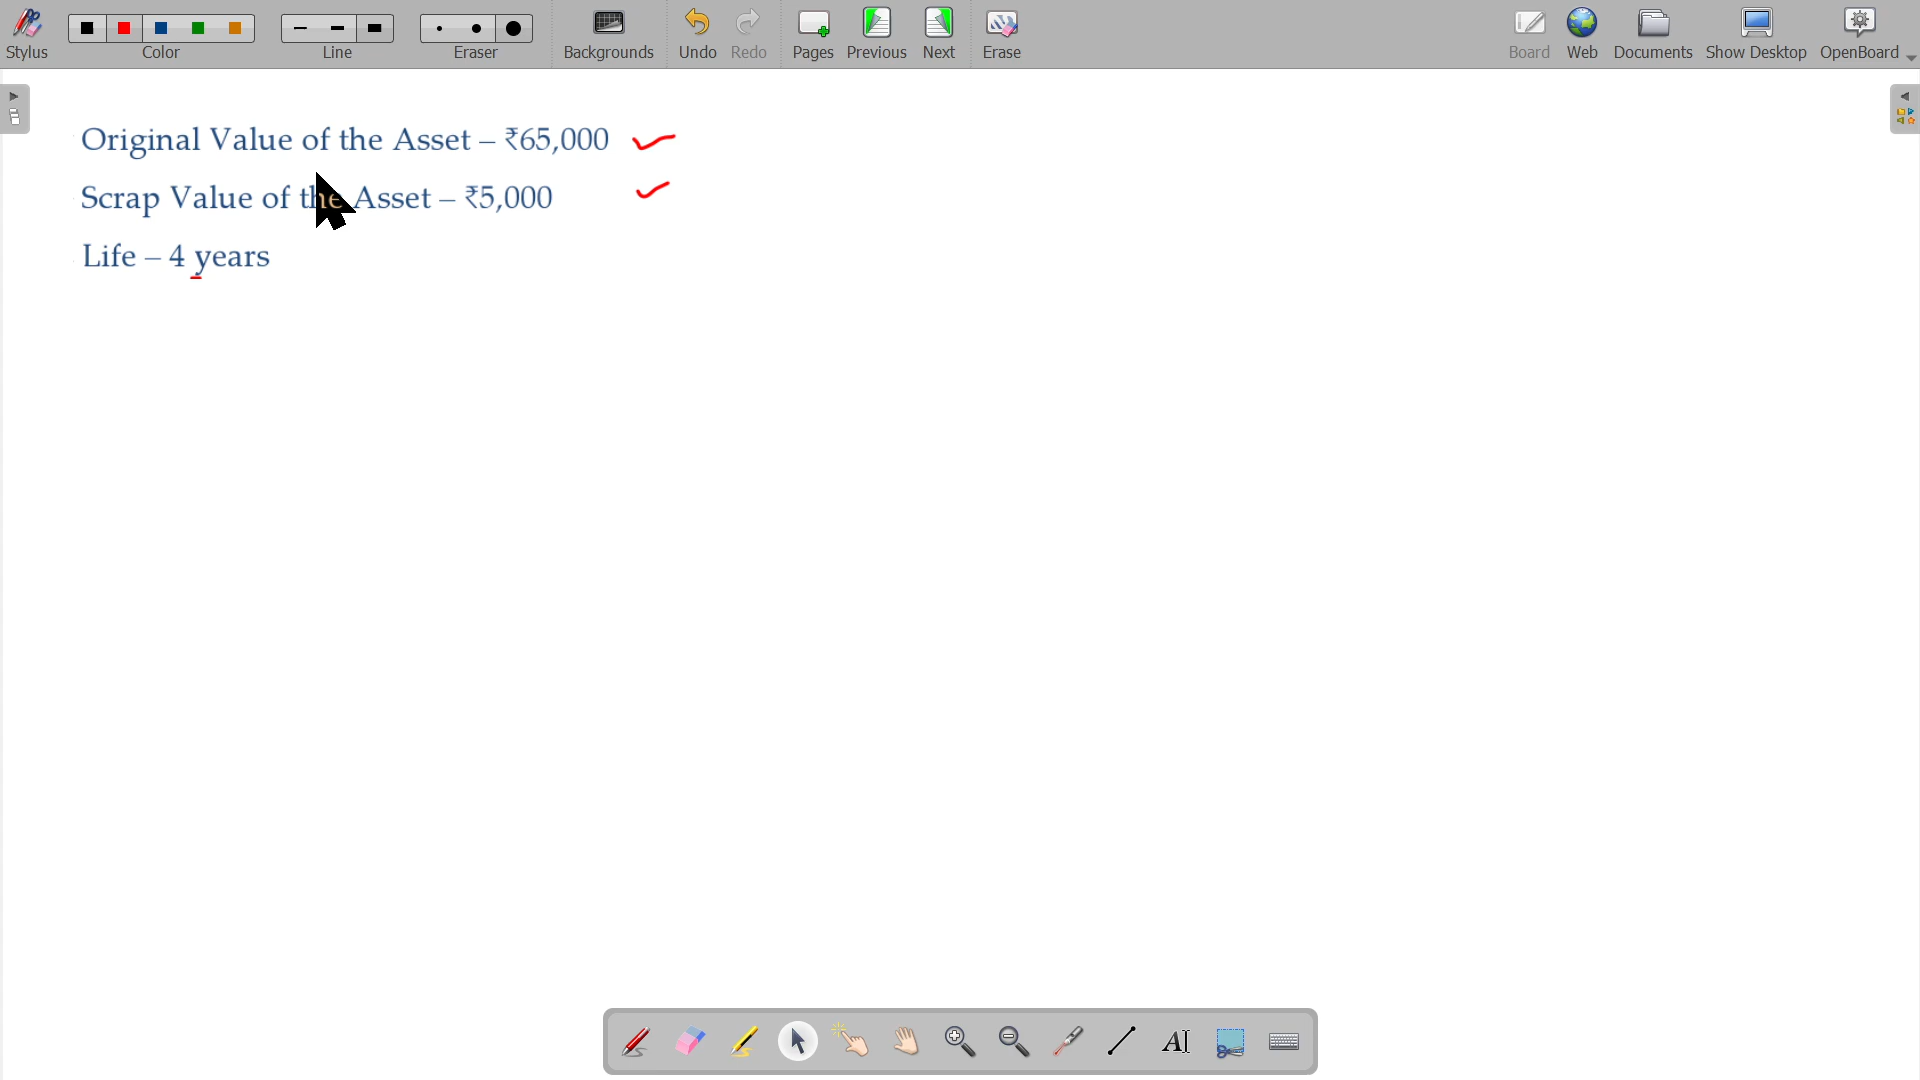 Stylus Color Line Eraser Backgrounds Undo Redo Pages Previous Next Erase Board Web Documents Show Desktop OpenBoard
Original Value of the Asset – ₹65,000
Scrap Value of the Asset – ₹5,000
Life – 4 years
AI